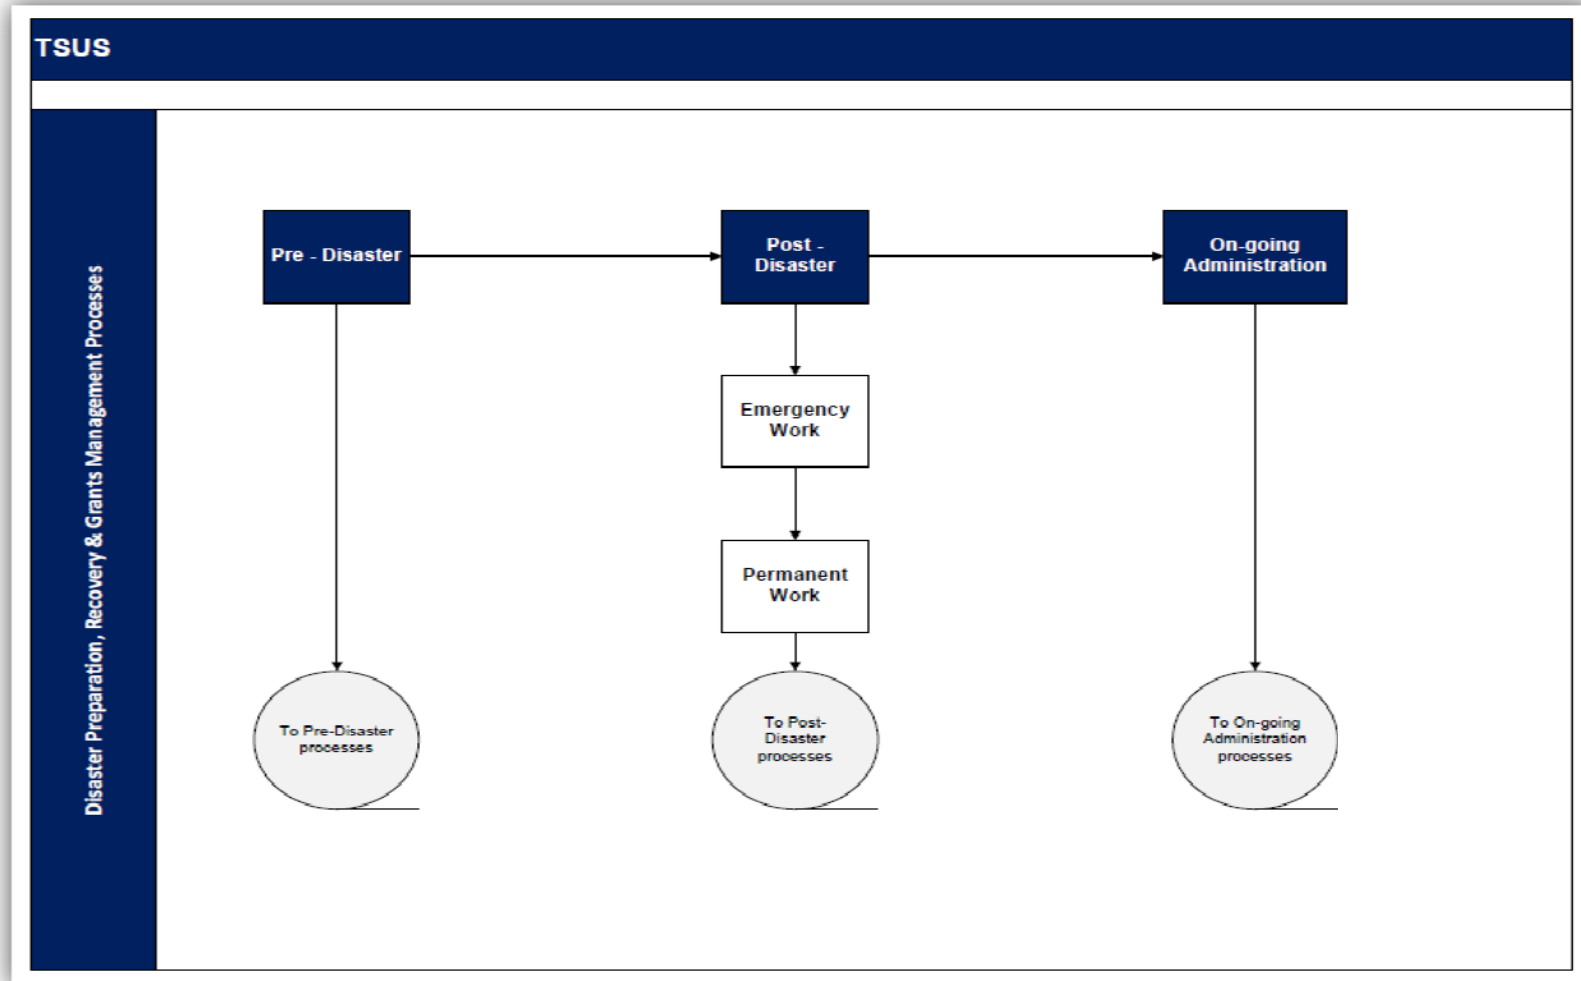 TSUS
Disaster Preparation, Recovery & Grants Management Processes
Pre - Disaster
Post -
Disaster
On-going
Administration
Emergency
Work
Permanent
Work
To Pre-Disaster
processes
To Post-
Disaster
processes
To On-going
Administration
processes